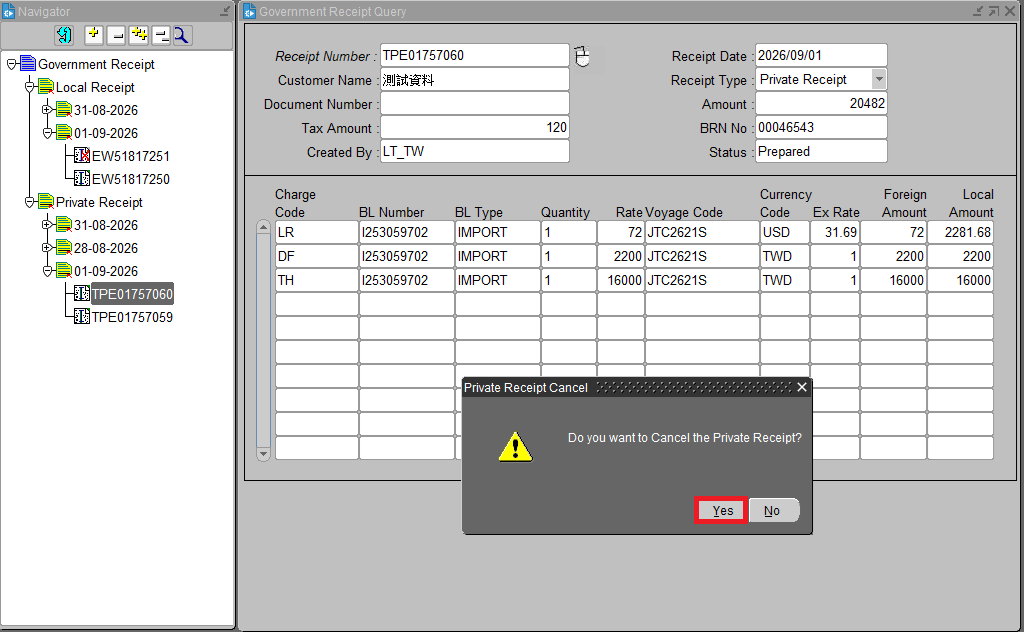 Navigator
Government Receipt
Local Receipt
31-08-2026
01-09-2026
EW51817251
EW51817250
Private Receipt
31-08-2026
28-08-2026
01-09-2026
TPE01757060
TPE01757059
Government Receipt Query
Receipt Number : TPE01757060 Receipt Date : 2026/09/01
Customer Name : 測試資料 Receipt Type : Private Receipt
Document Number : Amount : 20482
Tax Amount : 120 BRN No : 00046543
Created By : LT_TW Status : Prepared
Charge Currency Foreign Local
Code BL Number BL Type Quantity Rate Voyage Code Code Ex Rate Amount Amount
LR I253059702 IMPORT 1 72 JTC2621S USD 31.69 72 2281.68
DF I253059702 IMPORT 1 2200 JTC2621S TWD 1 2200 2200
TH I253059702 IMPORT 1 16000 JTC2621S TWD 1 16000 16000
Private Receipt Cancel
Do you want to Cancel the Private Receipt?
Yes No